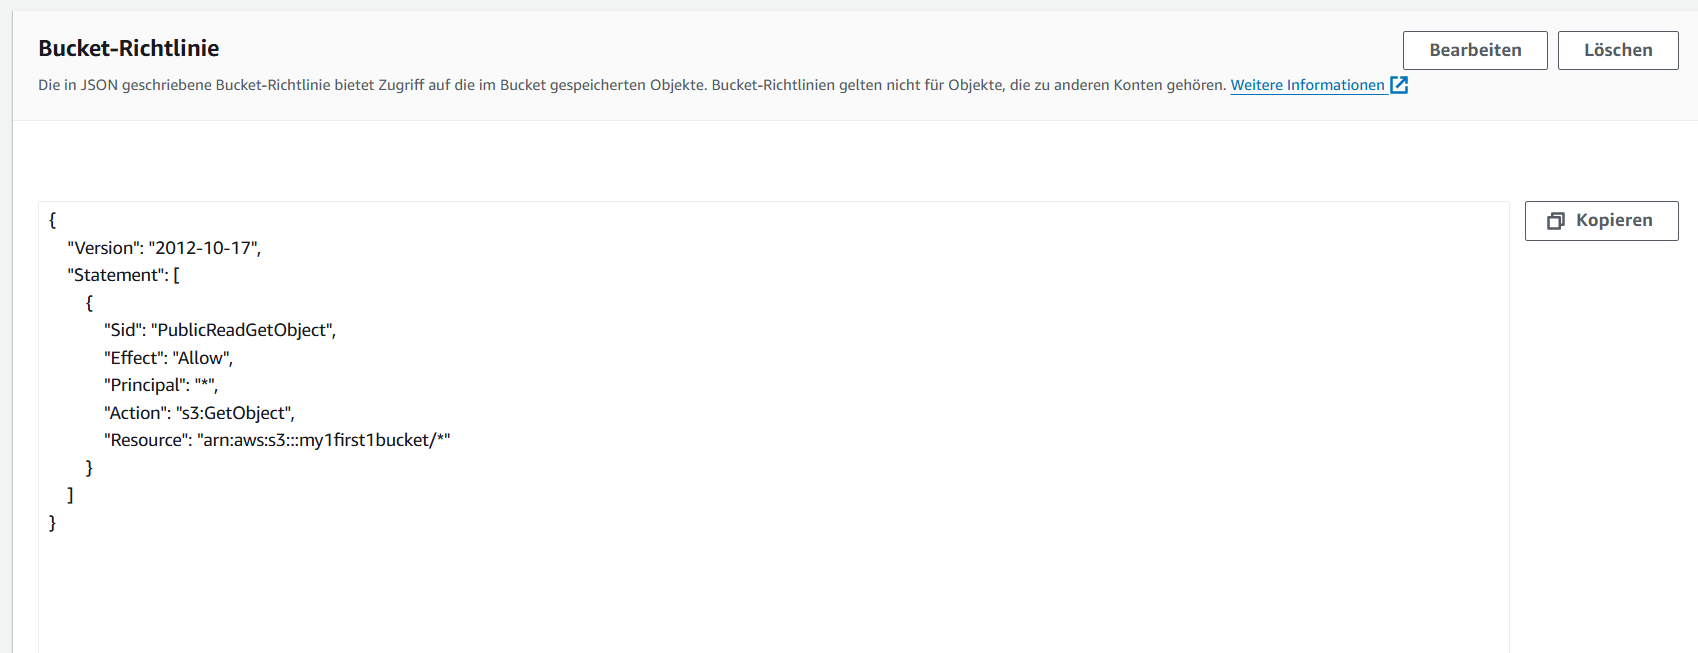 Bucket-Richtlinie
Bearbeiten
Löschen
Die in JSON geschriebene Bucket-Richtlinie bietet Zugriff auf die im Bucket gespeicherten Objekte. Bucket-Richtlinien gelten nicht für Objekte, die zu anderen Konten gehören. Weitere Informationen
Kopieren
{
"Version": "2012-10-17",
"Statement": [
{
"Sid": "PublicReadGetObject",
"Effect": "Allow",
"Principal": "*",
"Action": "s3:GetObject",
"Resource": "arn:aws:s3:::my1first1bucket/*"
}
]
}